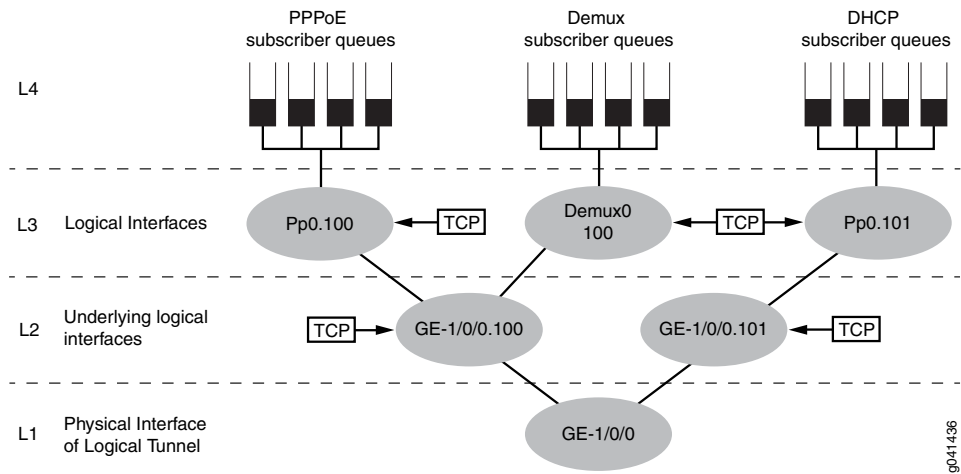 PPPoE
subscriber queues
Demux
subscriber queues
DHCP
subscriber queues
L4
L3
Logical Interfaces
Pp0.100
TCP
Demux0
100
TCP
Pp0.101
L2
Underlying logical
interfaces
TCP
GE-1/0/0.100
GE-1/0/0.101
TCP
L1
Physical Interface
of Logical Tunnel
GE-1/0/0
g041436